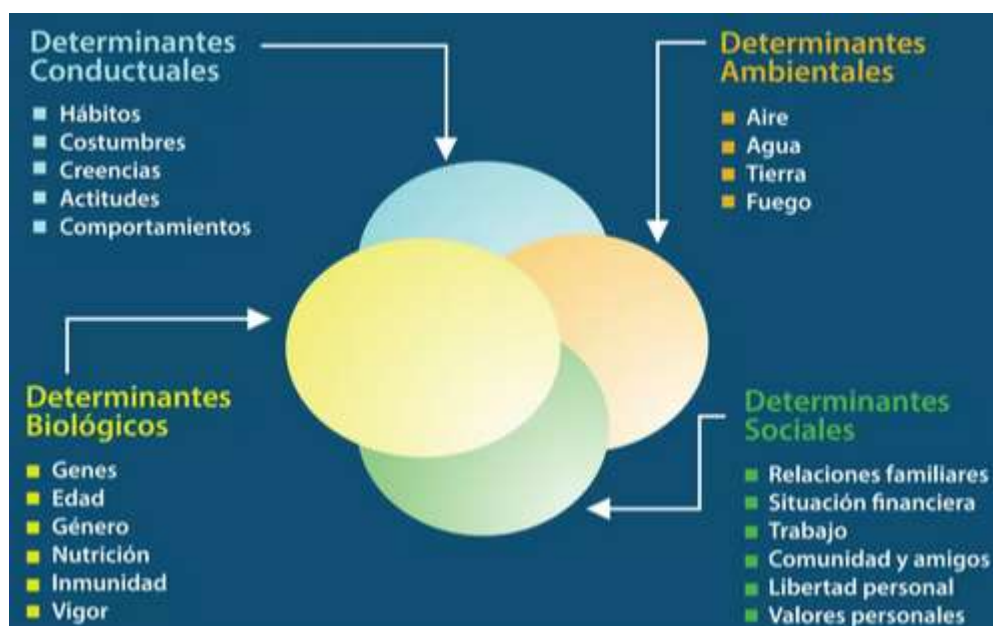 Determinantes
Conductuales
Hábitos
Costumbres
Creencias
Actitudes
Comportamientos
Determinantes
Ambientales
Aire
Agua
Tierra
Fuego
Determinantes
Biológicos
Genes
Edad
Género
Nutrición
Inmunidad
Vigor
Determinantes
Sociales
Relaciones familiares
Situación financiera
Trabajo
Comunidad y amigos
Libertad personal
Valores personales